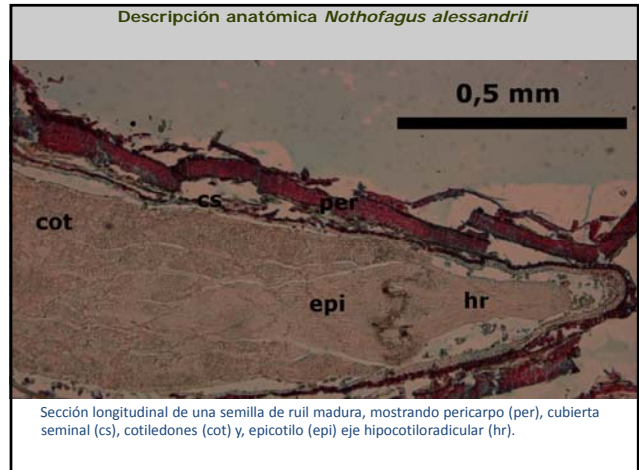 Descripción anatómica Nothofagus alessandrii
0,5 mm
cs
per
cot
epi
hr
Sección longitudinal de una semilla de ruil madura, mostrando pericarpo (per), cubierta
seminal (cs), cotiledones (cot) y, epicotilo (epi) eje hipocotiloradicular (hr).